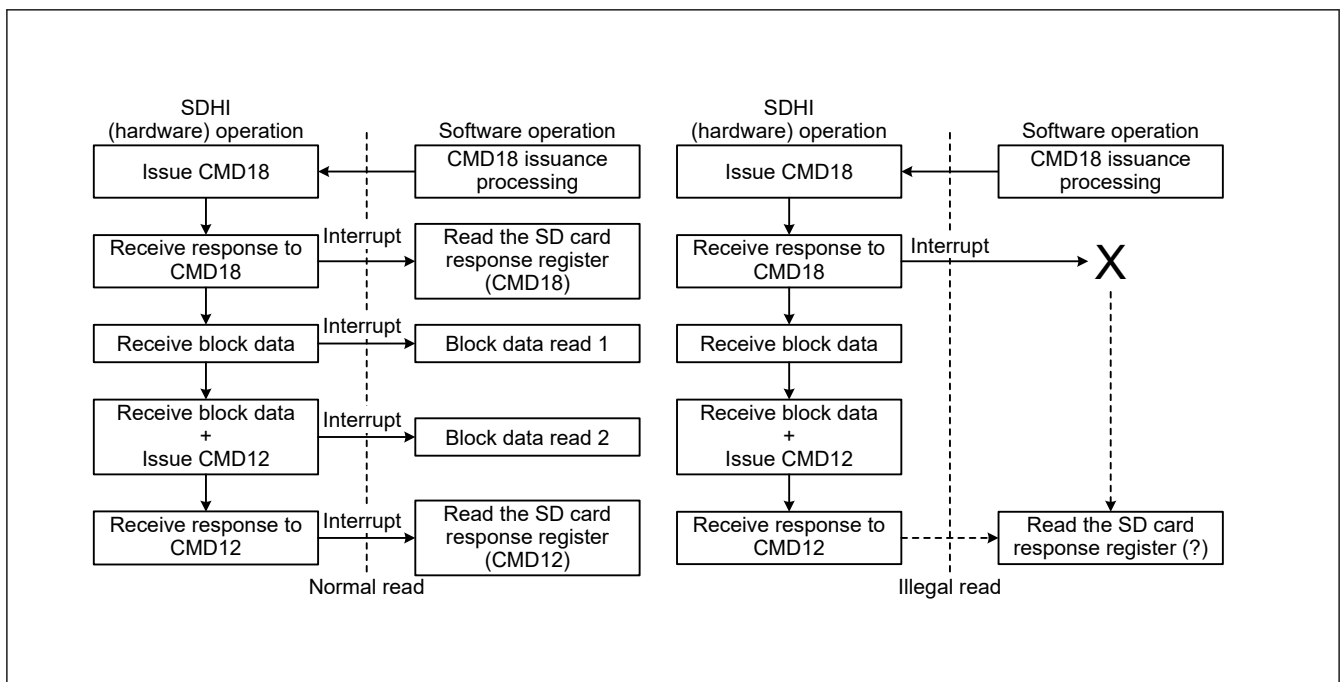 SDHI
(hardware) operation
Software operation
Issue CMD18
CMD18 issuance
processing
Receive response to
CMD18
Interrupt
Read the SD card
response register
(CMD18)
Receive block data
Interrupt
Block data read 1
Receive block data
+
Issue CMD12
Interrupt
Block data read 2
Receive response to
CMD12
Interrupt
Read the SD card
response register
(CMD12)
Normal read
SDHI
(hardware) operation
Software operation
Issue CMD18
CMD18 issuance
processing
Receive response to
CMD18
Interrupt
X
Receive block data
Receive block data
+
Issue CMD12
Receive response to
CMD12
Read the SD card
response register (?)
Illegal read